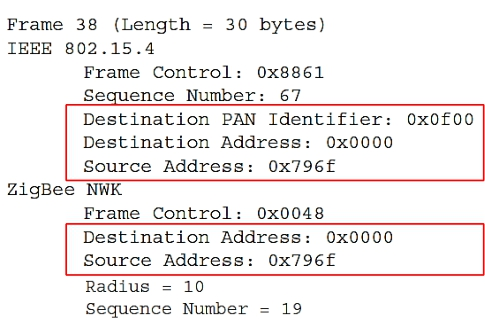 Frame 38 (Length = 30 bytes)
IEEE 802.15.4
Frame Control: 0x8861
Sequence Number: 67
Destination PAN Identifier: 0x0f00
Destination Address: 0x0000
Source Address: 0x796f
ZigBee NWK
Frame Control: 0x0048
Destination Address: 0x0000
Source Address: 0x796f
Radius = 10
Sequence Number = 19